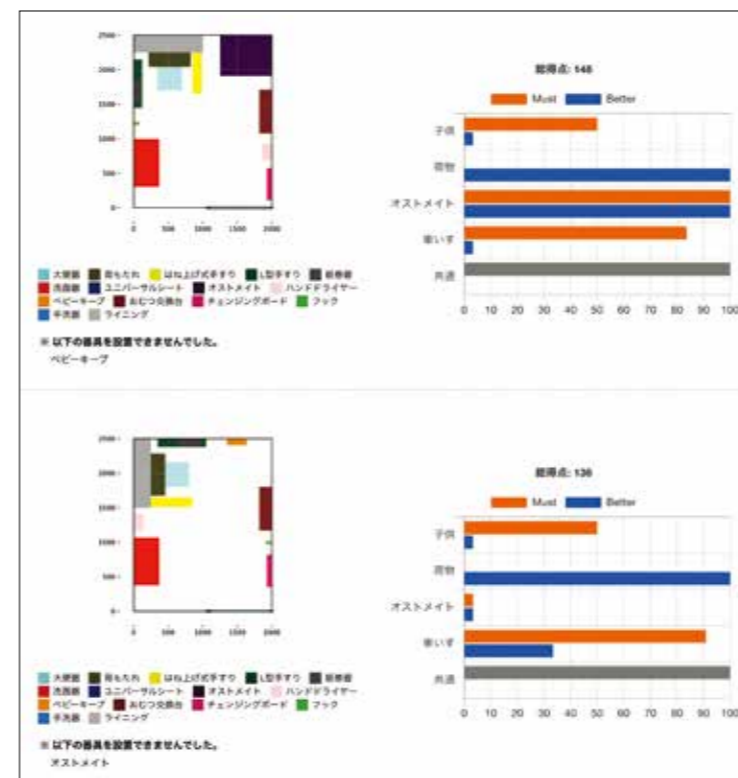 2500
2000
1500
1000
500
0
0 500 1000 1500 2000
総得点: 148
Must Better
子供
荷物
オストメイト
車いす
共通
0 10 20 30 40 50 60 70 80 90 100
大便器 背もたれ はね上げ式手すり L型手すり 紙巻器
洗面器 ユニバーサルシート オストメイト ハンドドライヤー
ベビーキープ おむつ交換台 チェンジングボード フック
手洗器 ライニング
※ 以下の器具を設置できませんでした。
ベビーキープ
2500
2000
1500
1000
500
0
0 500 1000 1500 2000
総得点: 136
Must Better
子供
荷物
オストメイト
車いす
共通
0 10 20 30 40 50 60 70 80 90 100
大便器 背もたれ はね上げ式手すり L型手すり 紙巻器
洗面器 ユニバーサルシート オストメイト ハンドドライヤー
ベビーキープ おむつ交換台 チェンジングボード フック
手洗器 ライニング
※ 以下の器具を設置できませんでした。
オストメイト